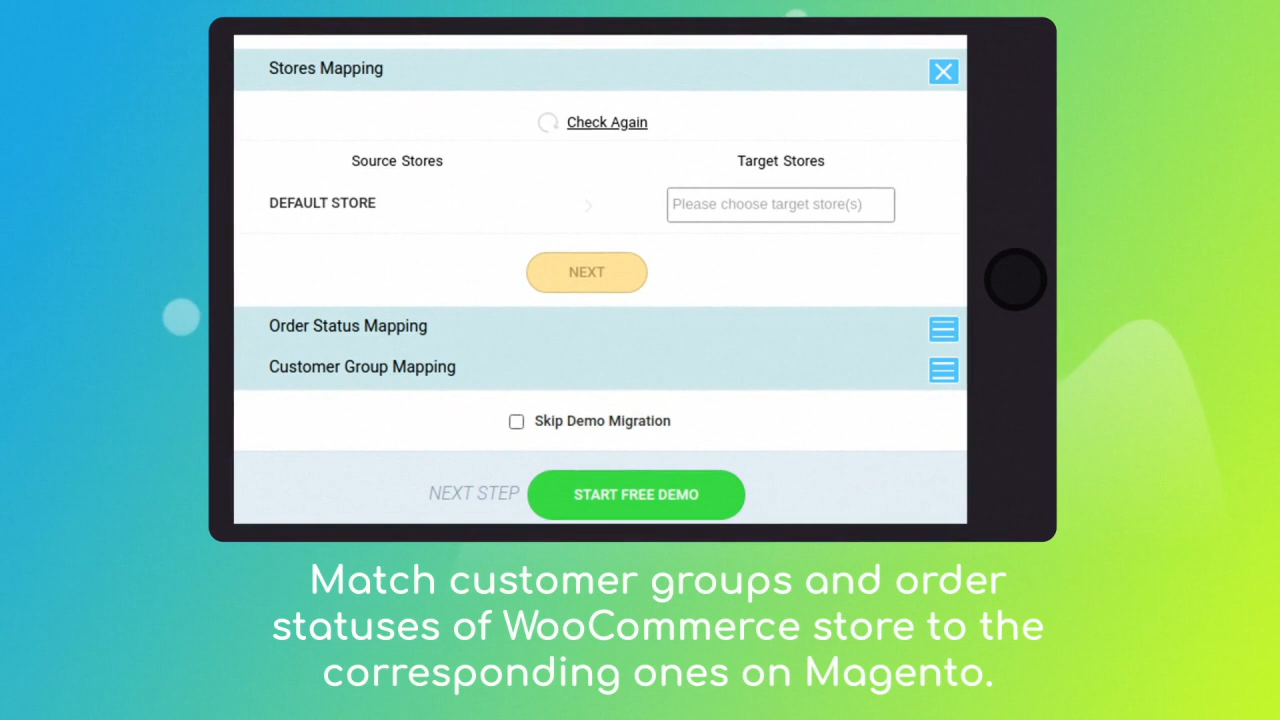 Stores Mapping
Check Again
Source Stores
Target Stores
DEFAULT STORE
Please choose target store(s)
NEXT
Order Status Mapping
Customer Group Mapping
Skip Demo Migration
NEXT STEP
START FREE DEMO
Match customer groups and order
statuses of WooCommerce store to the
corresponding ones on Magento.